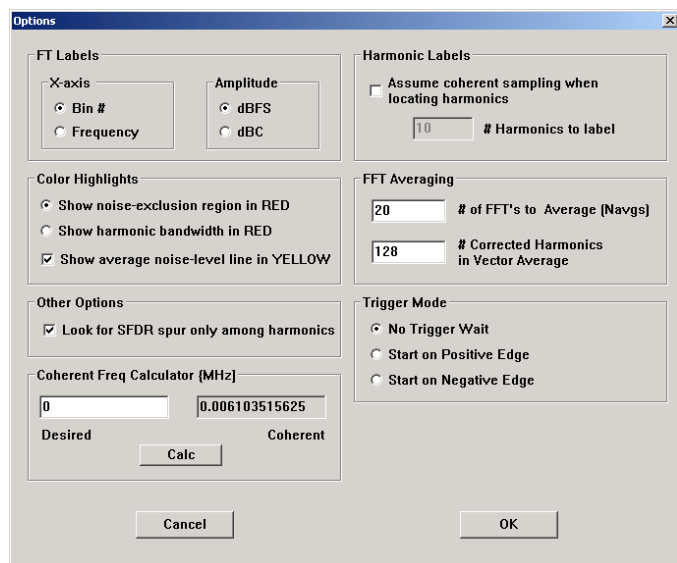 Options
FT Labels
X-axis
Bin #
Frequency
Amplitude
dBFS
dBC
Harmonic Labels
Assume coherent sampling when
locating harmonics
10 # Harmonics to label
Color Highlights
Show noise-exclusion region in RED
Show harmonic bandwidth in RED
Show average noise-level line in YELLOW
FFT Averaging
20 # of FFT's to Average (Navgs)
128 # Corrected Harmonics
in Vector Average
Other Options
Look for SFDR spur only among harmonics
Trigger Mode
No Trigger Wait
Start on Positive Edge
Start on Negative Edge
Coherent Freq Calculator {MHz]
0 0.006103515625
Desired Coherent
Calc
Cancel OK